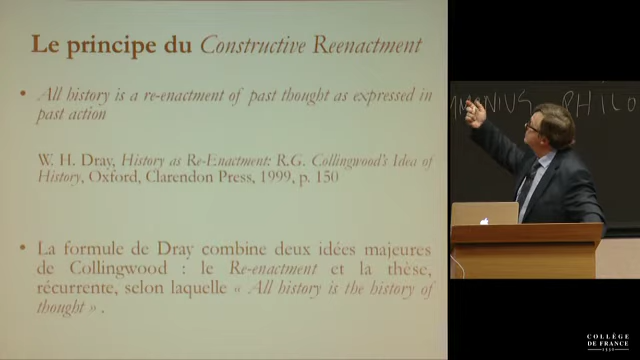 Le principe du Constructive Reenactment
• All history is a re-enactment of past thought as expressed in
past action
W. H. Dray, History as Re-Enactment: R.G. Collingwood's Idea of
History, Oxford, Clarendon Press, 1999, p. 150
• La formule de Dray combine deux idées majeures
de Collingwood : le Re-enactment et la thèse,
récurrente, selon laquelle « All history is the history of
thought » .
PHILO
COLLÈGE
DE FRANCE
1530